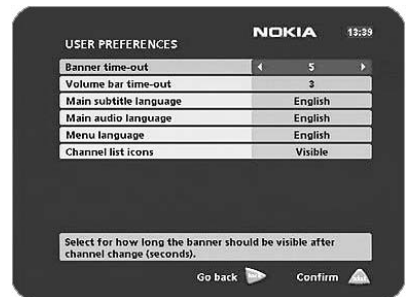 NOKIA 13:39
USER PREFERENCES
Banner time-out 5
Volume bar time-out 3
Main subtitle language English
Main audio language English
Menu language English
Channel list icons Visible
Select for how long the banner should be visible after
channel change (seconds).
Go back Confirm